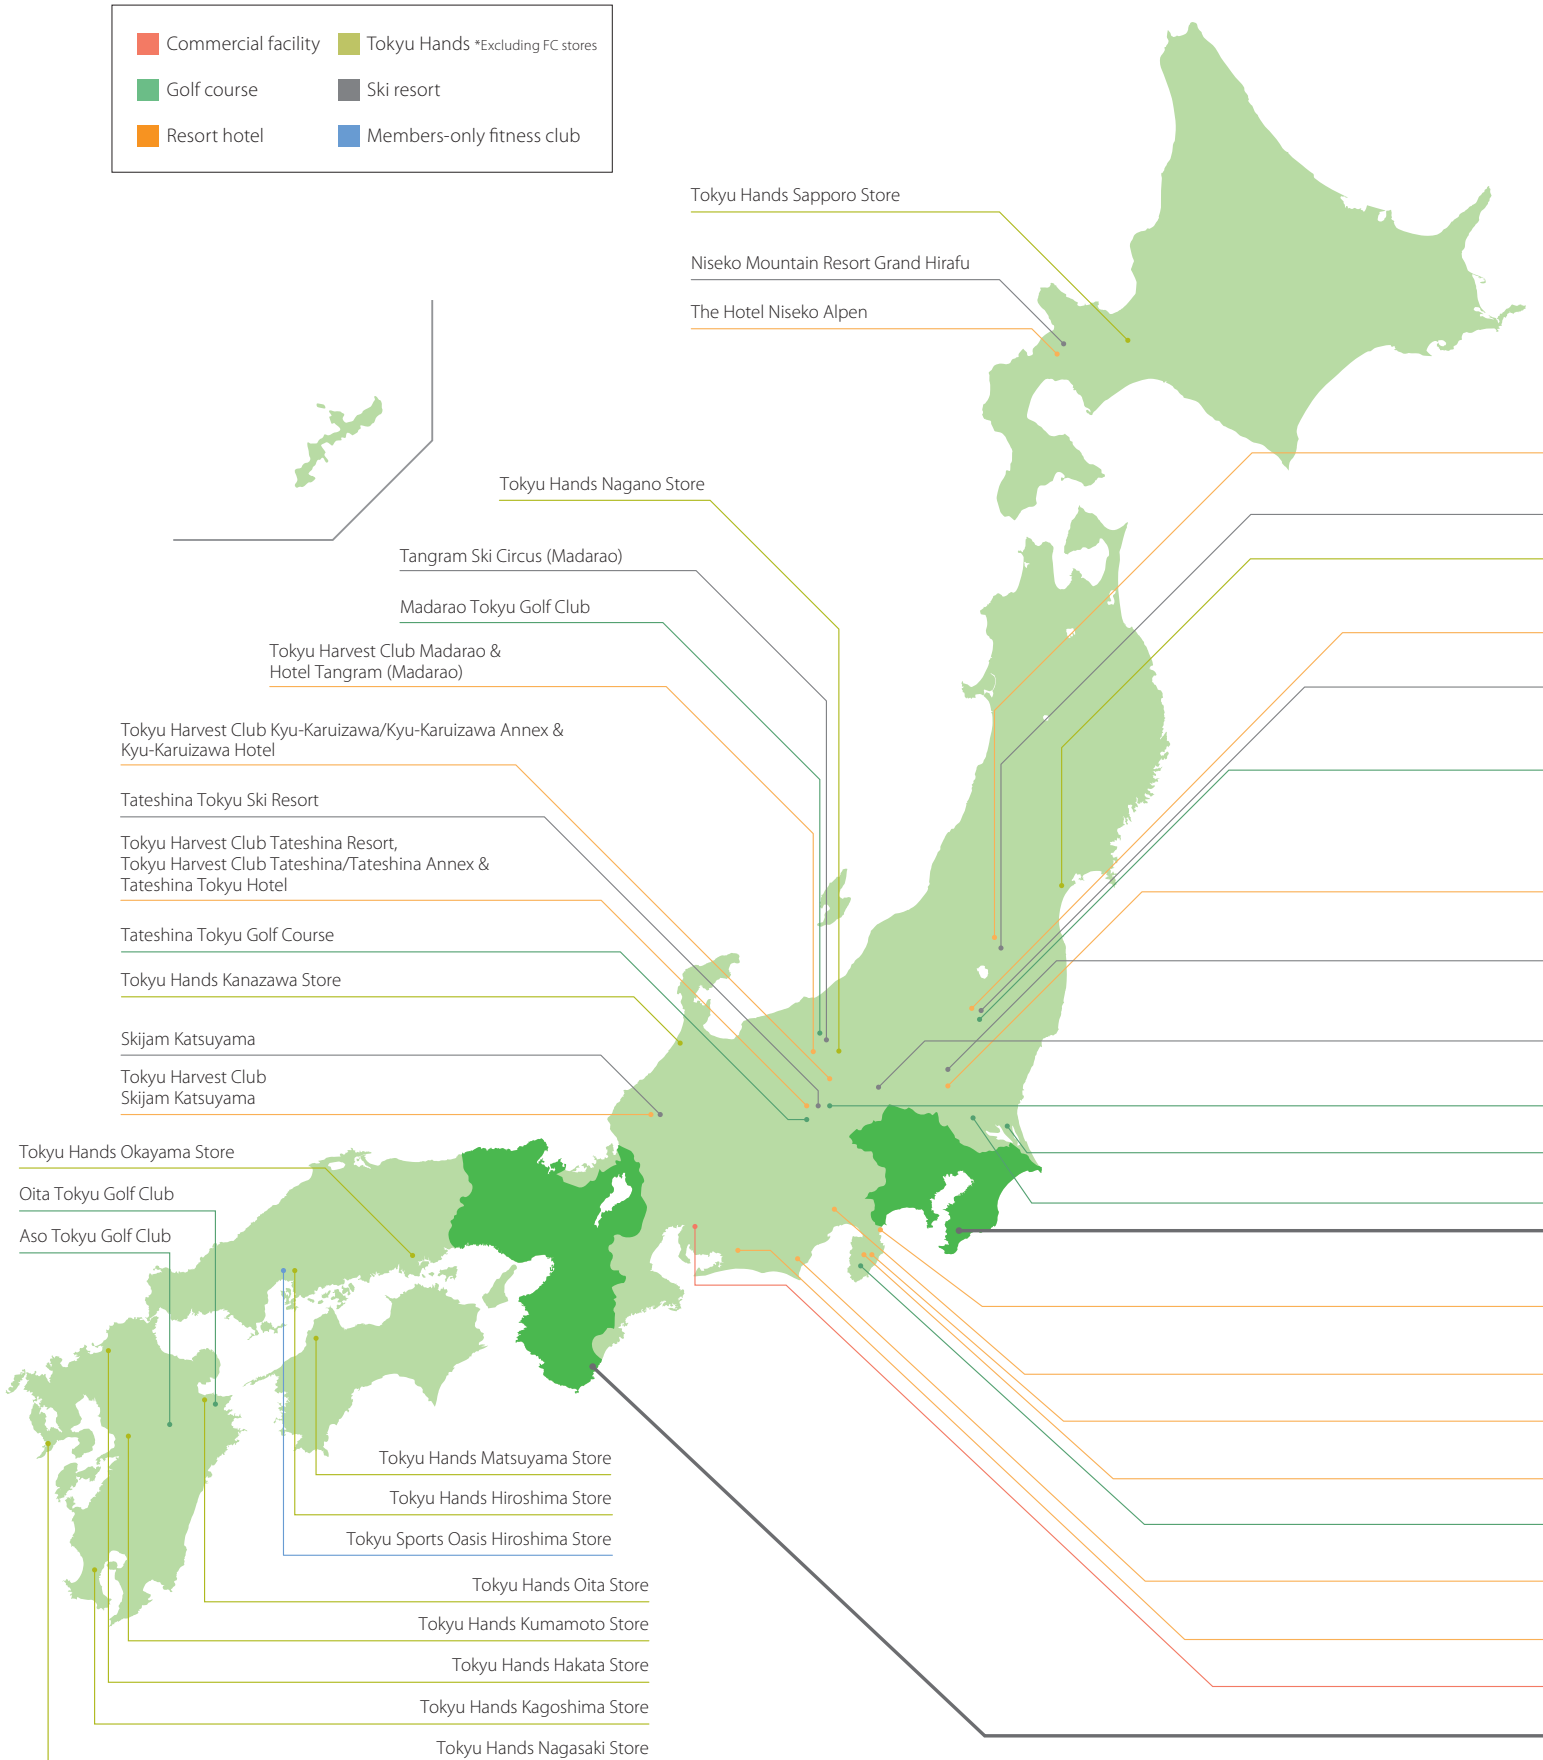 Commercial facility
Tokyu Hands *Excluding FC stores
Golf course
Ski resort
Resort hotel
Members-only fitness club
Tokyu Hands Sapporo Store
Niseko Mountain Resort Grand Hirafu
The Hotel Niseko Alpen
Tokyu Hands Nagano Store
Tangram Ski Circus (Madarao)
Madarao Tokyu Golf Club
Tokyu Harvest Club Madarao &
Hotel Tangram (Madarao)
Tokyu Harvest Club Kyu-Karuizawa/Kyu-Karuizawa Annex &
Kyu-Karuizawa Hotel
Tateshina Tokyu Ski Resort
Tokyu Harvest Club Tateshina Resort,
Tokyu Harvest Club Tateshina/Tateshina Annex &
Tateshina Tokyu Hotel
Tateshina Tokyu Golf Course
Tokyu Hands Kanazawa Store
Skijam Katsuyama
Tokyu Harvest Club
Skijam Katsuyama
Tokyu Hands Okayama Store
Oita Tokyu Golf Club
Aso Tokyu Golf Club
Tokyu Hands Matsuyama Store
Tokyu Hands Hiroshima Store
Tokyu Sports Oasis Hiroshima Store
Tokyu Hands Oita Store
Tokyu Hands Kumamoto Store
Tokyu Hands Hakata Store
Tokyu Hands Kagoshima Store
Tokyu Hands Nagasaki Store